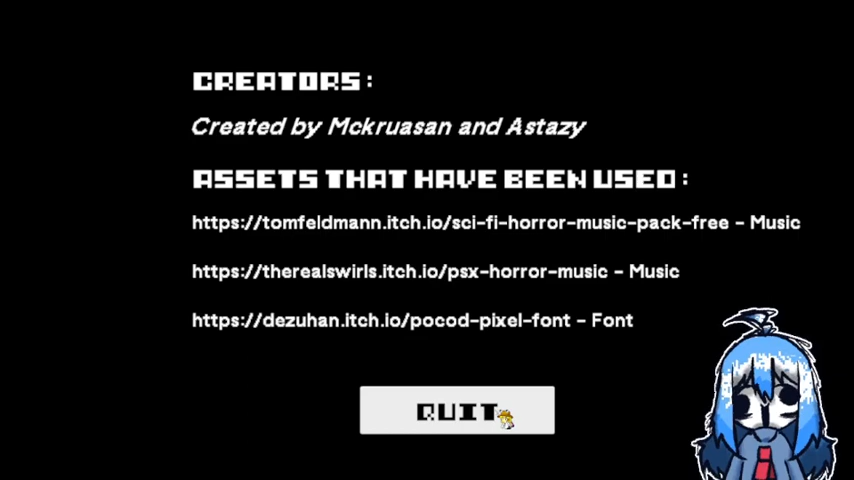 CREATORS:
Created by Mckruasan and Astazy
ASSETS THAT HAVE BEEN USED:
https://tomfeldmann.itch.io/sci-fi-horror-music-pack-free - Music
https://therealswirls.itch.io/psx-horror-music - Music
https://dezuhan.itch.io/pocod-pixel-font - Font
QUIT